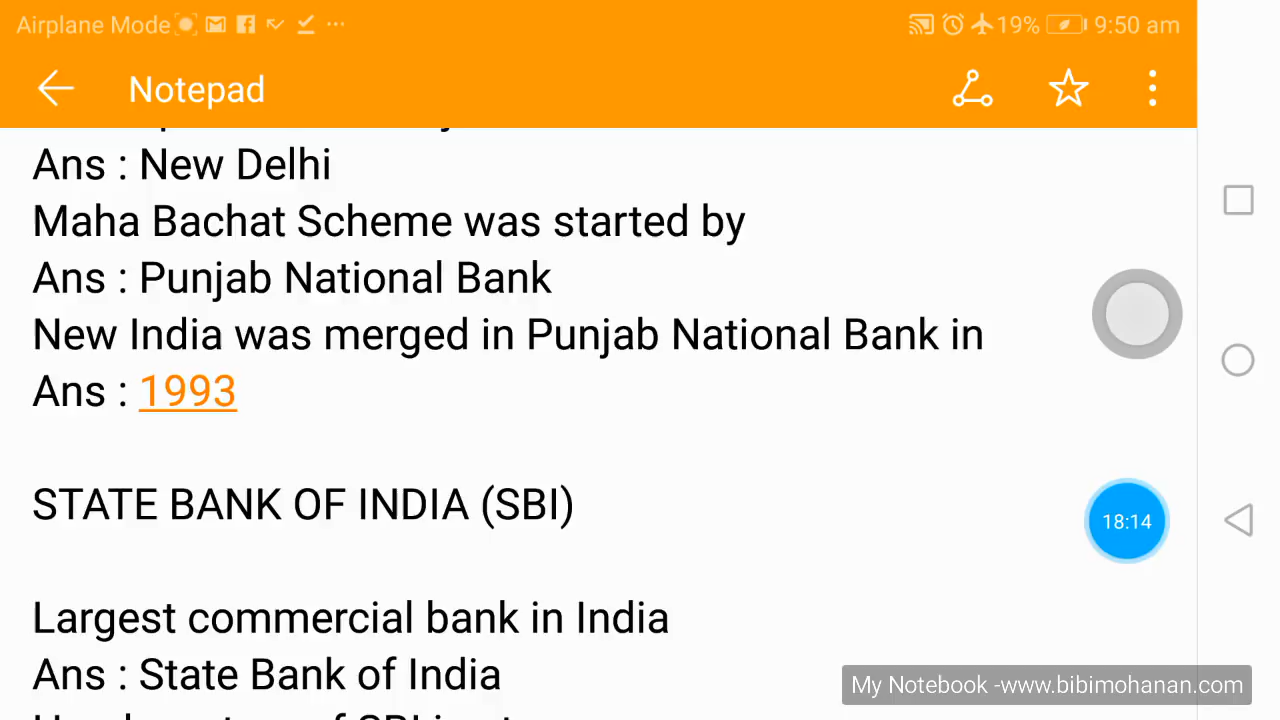 Airplane Mode 19% 9:50 am
Notepad
Ans : New Delhi
Maha Bachat Scheme was started by
Ans : Punjab National Bank
New India was merged in Punjab National Bank in
Ans : 1993
STATE BANK OF INDIA (SBI)
18:14
Largest commercial bank in India
Ans : State Bank of India
My Notebook -www.bibimohanan.com